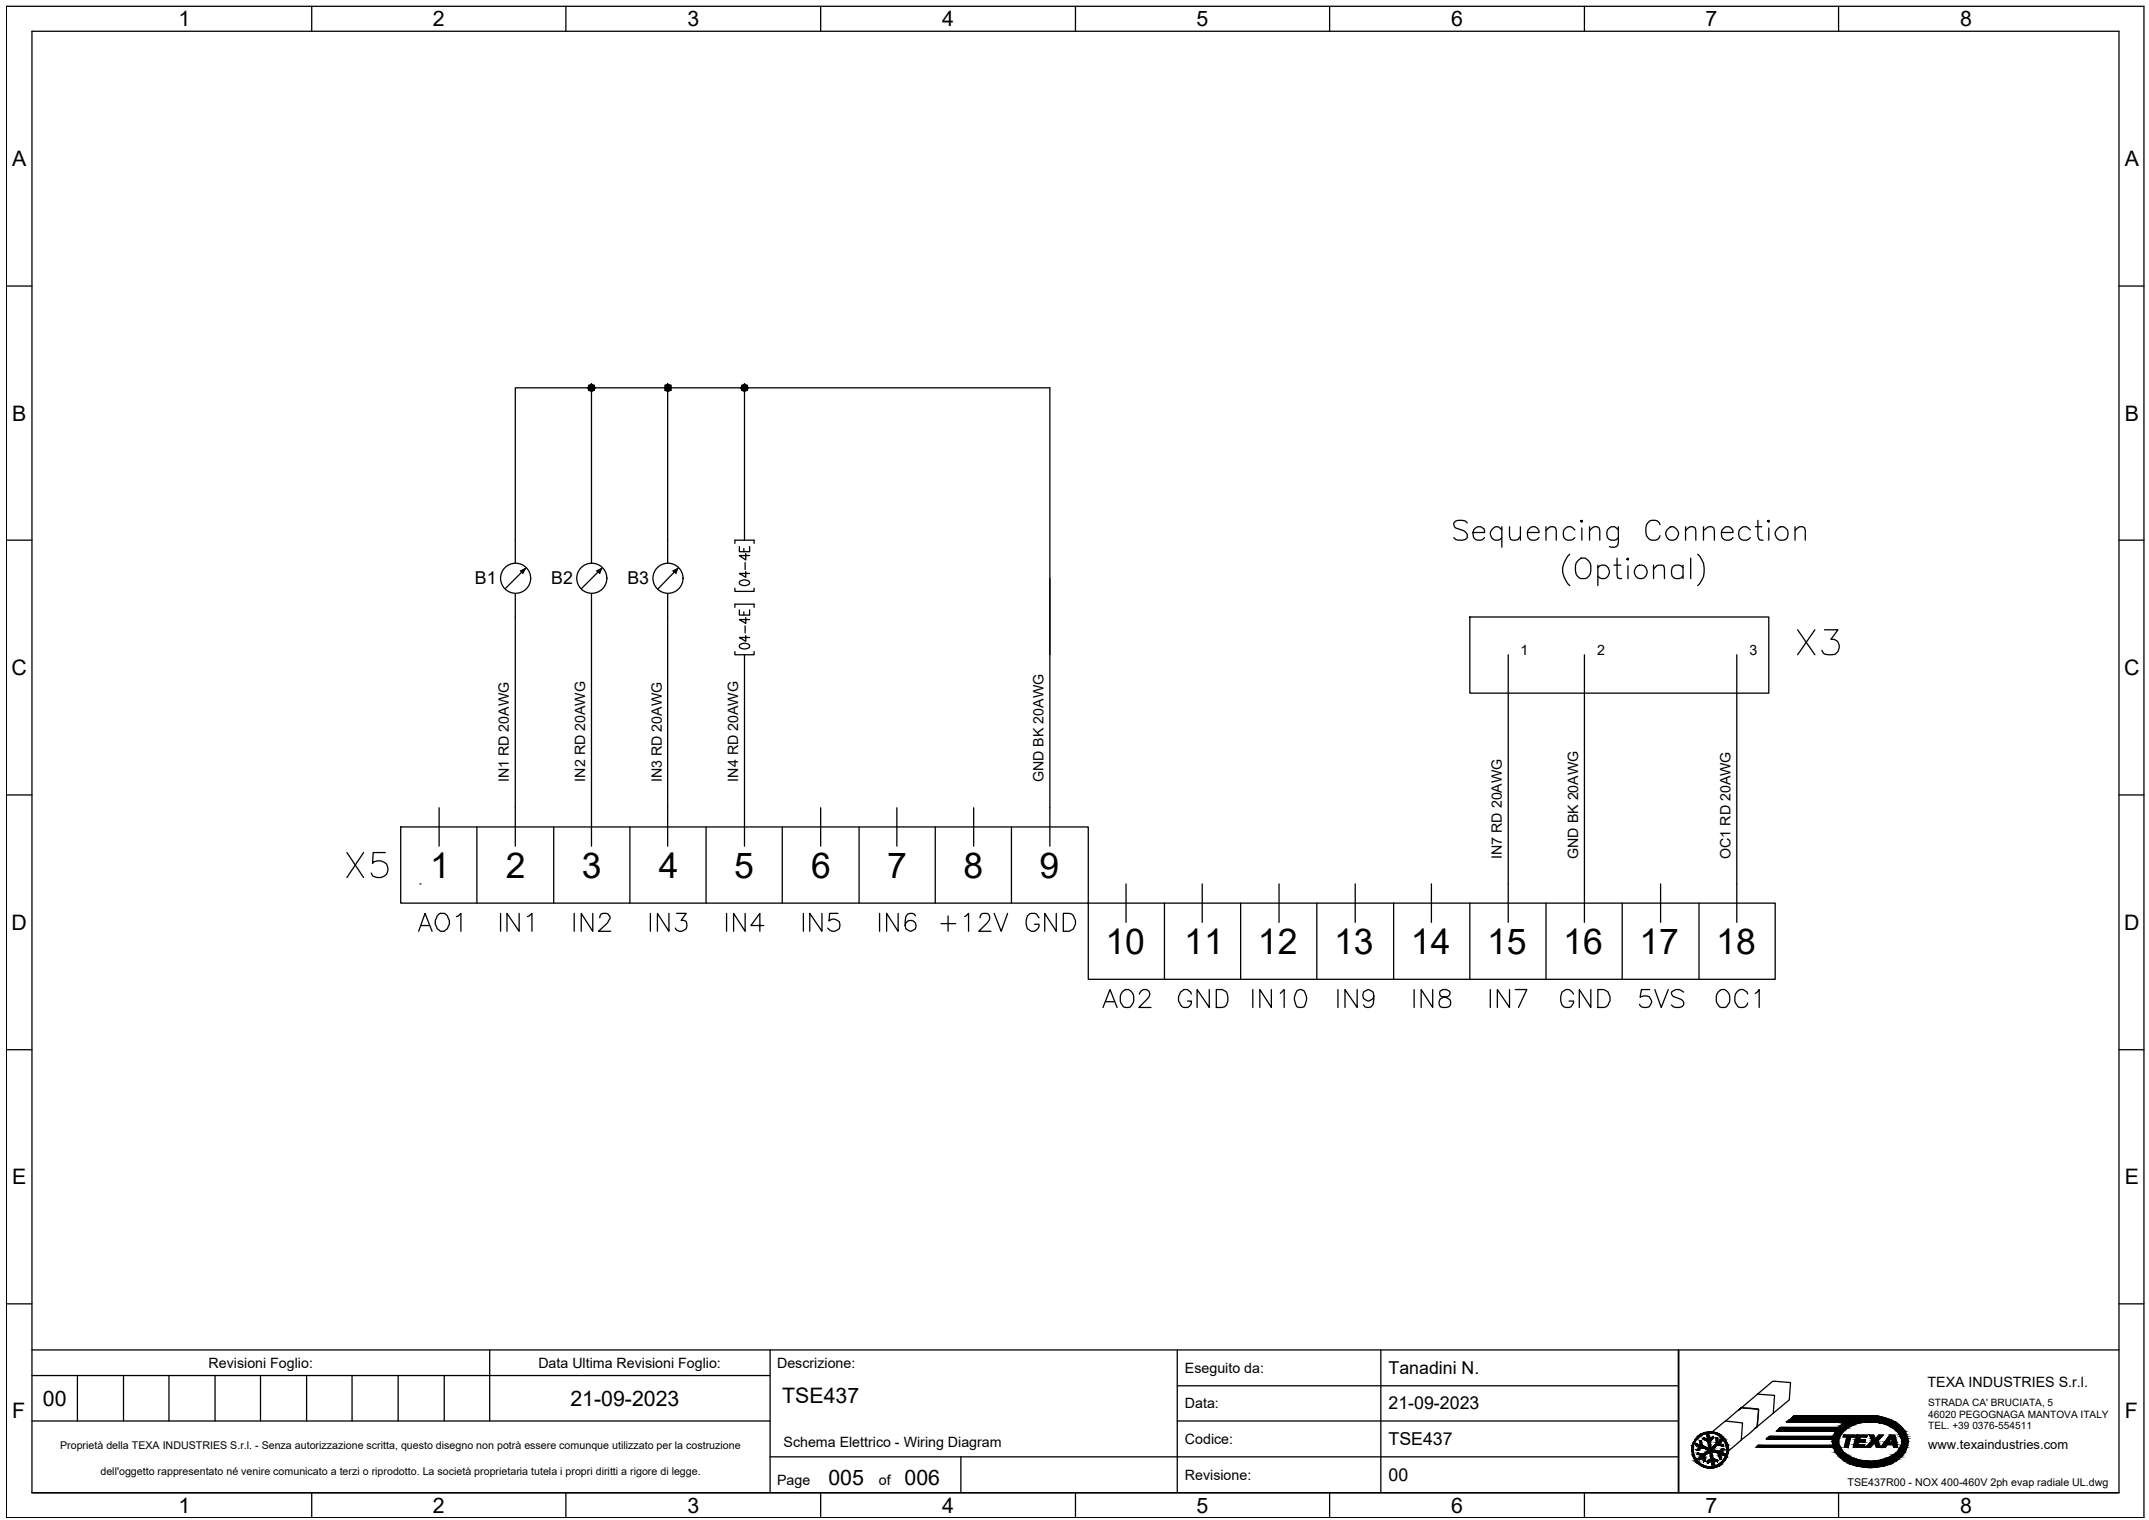 1 2 3 4 5 6 7 8
A A
B B
Sequencing Connection
(Optional)
[04-4E]
B1 B2 B3
[04-4E]
X3
1 2 3
C C
IN1 RD 20AWG
IN2 RD 20AWG
IN3 RD 20AWG
IN4 RD 20AWG
GND BK 20AWG
IN7 RD 20AWG
GND BK 20AWG
OC1 RD 20AWG
X5 1 2 3 4 5 6 7 8 9
AO1 IN1 IN2 IN3 IN4 IN5 IN6 +12V GND
D D
10 11 12 13 14 15 16 17 18
AO2 GND IN10 IN9 IN8 IN7 GND 5VS OC1
E E
F F
Revisioni Foglio: Data Ultima Revisioni Foglio:
00 21-09-2023
Proprietà della TEXA INDUSTRIES S.r.l. - Senza autorizzazione scritta, questo disegno non potrà essere comunque utilizzato per la costruzione
dell'oggetto rappresentato né venire comunicato a terzi o riprodotto. La società proprietaria tutela i propri diritti a rigore di legge.
Descrizione:
TSE437
Schema Elettrico - Wiring Diagram
Page 005 of 006
Eseguito da: Tanadini N.
Data: 21-09-2023
Codice: TSE437
Revisione: 00
TEXA
TEXA INDUSTRIES S.r.l.
STRADA CA' BRUCIATA, 5
46020 PEGOGNAGA MANTOVA ITALY
TEL. +39 0376-554511
www.texaindustries.com
TSE437R00 - NOX 400-460V 2ph evap radiale UL.dwg
1 2 3 4 5 6 7 8